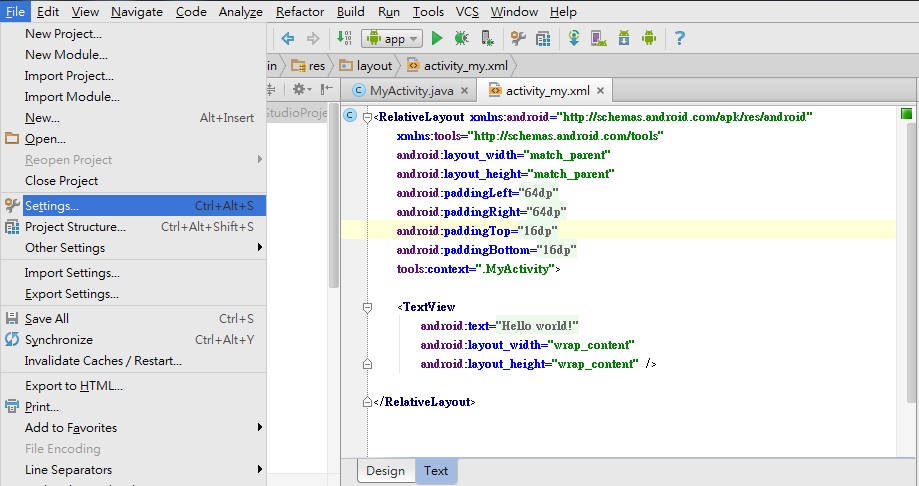 File Edit View Navigate Code Analyze Refactor Build Run Tools VCS Window Help
app
in res layout activity_my.xml
New Project...
New Module...
Import Project...
Import Module...
New... Alt+Insert
Open...
Reopen Project
Close Project
Settings... Ctrl+Alt+S
Project Structure... Ctrl+Alt+Shift+S
Other Settings
Import Settings...
Export Settings...
Save All Ctrl+S
Synchronize Ctrl+Alt+Y
Invalidate Caches / Restart...
Export to HTML...
Print...
Add to Favorites
File Encoding
Line Separators
StudioProje
MyActivity.java activity_my.xml
<RelativeLayout xmlns:android="http://schemas.android.com/apk/res/android"
xmlns:tools="http://schemas.android.com/tools"
android:layout_width="match_parent"
android:layout_height="match_parent"
android:paddingLeft="64dp"
android:paddingRight="64dp"
android:paddingTop="16dp"
android:paddingBottom="16dp"
tools:context=".MyActivity">
<TextView
android:text="Hello world!"
android:layout_width="wrap_content"
android:layout_height="wrap_content" />
</RelativeLayout>
Design Text